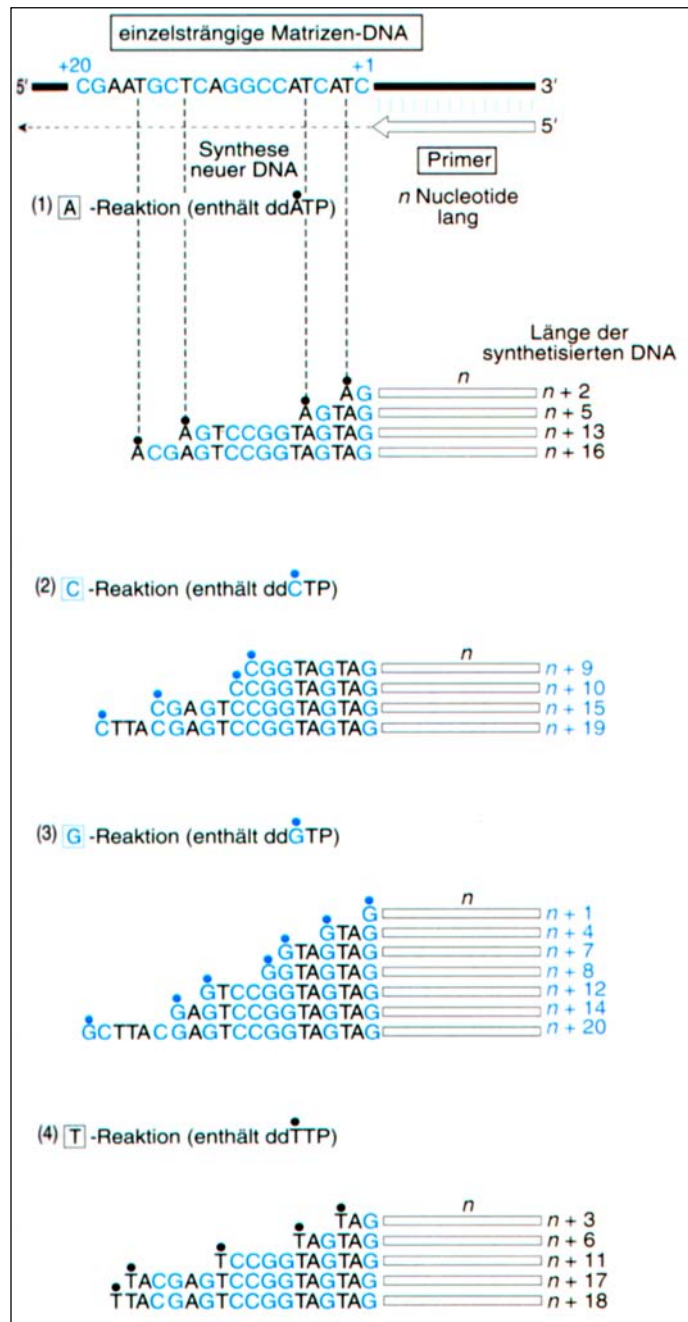 einzelsträngige Matrizen-DNA
+20 +1
5′ CGAATGCTCAGGCCATCATC 3′
5′
Synthese
neuer DNA
Primer
n Nucleotide
lang
(1) A -Reaktion (enthält ddATP)
Länge der
synthetisierten DNA
n
AG n + 2
AGTAG n + 5
AGTCCGGTAGTAG n + 13
ACGAGTCCGGTAGTAG n + 16
(2) C -Reaktion (enthält ddCTP)
n
CGGTAGTAG n + 9
CCGGTAGTAG n + 10
CGAGTCCGGTAGTAG n + 15
CTTACGAGTCCGGTAGTAG n + 19
(3) G -Reaktion (enthält ddGTP)
n
G n + 1
GTAG n + 4
GTAGTAG n + 7
GGTAGTAG n + 8
GTCCGGTAGTAG n + 12
GAGTCCGGTAGTAG n + 14
GCTTACGAGTCCGGTAGTAG n + 20
(4) T -Reaktion (enthält ddTTP)
n
TAG n + 3
TAGTAG n + 6
TCCGGTAGTAG n + 11
TACGAGTCCGGTAGTAG n + 17
TTACGAGTCCGGTAGTAG n + 18